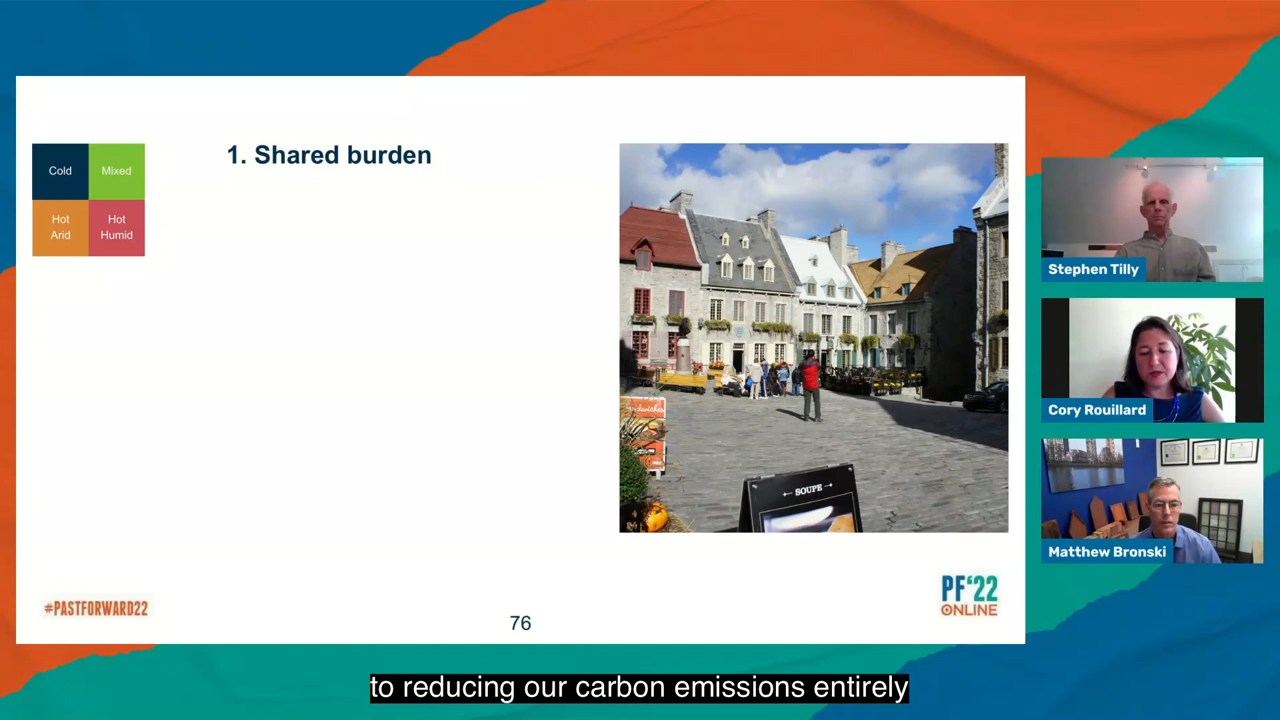 1. Shared burden
Cold
Mixed
Hot
Arid
Hot
Humid
SOUPE
#PASTFORWARD22
PF'22
ONLINE
76
Stephen Tilly
Cory Rouillard
Matthew Bronski
to reducing our carbon emissions entirely